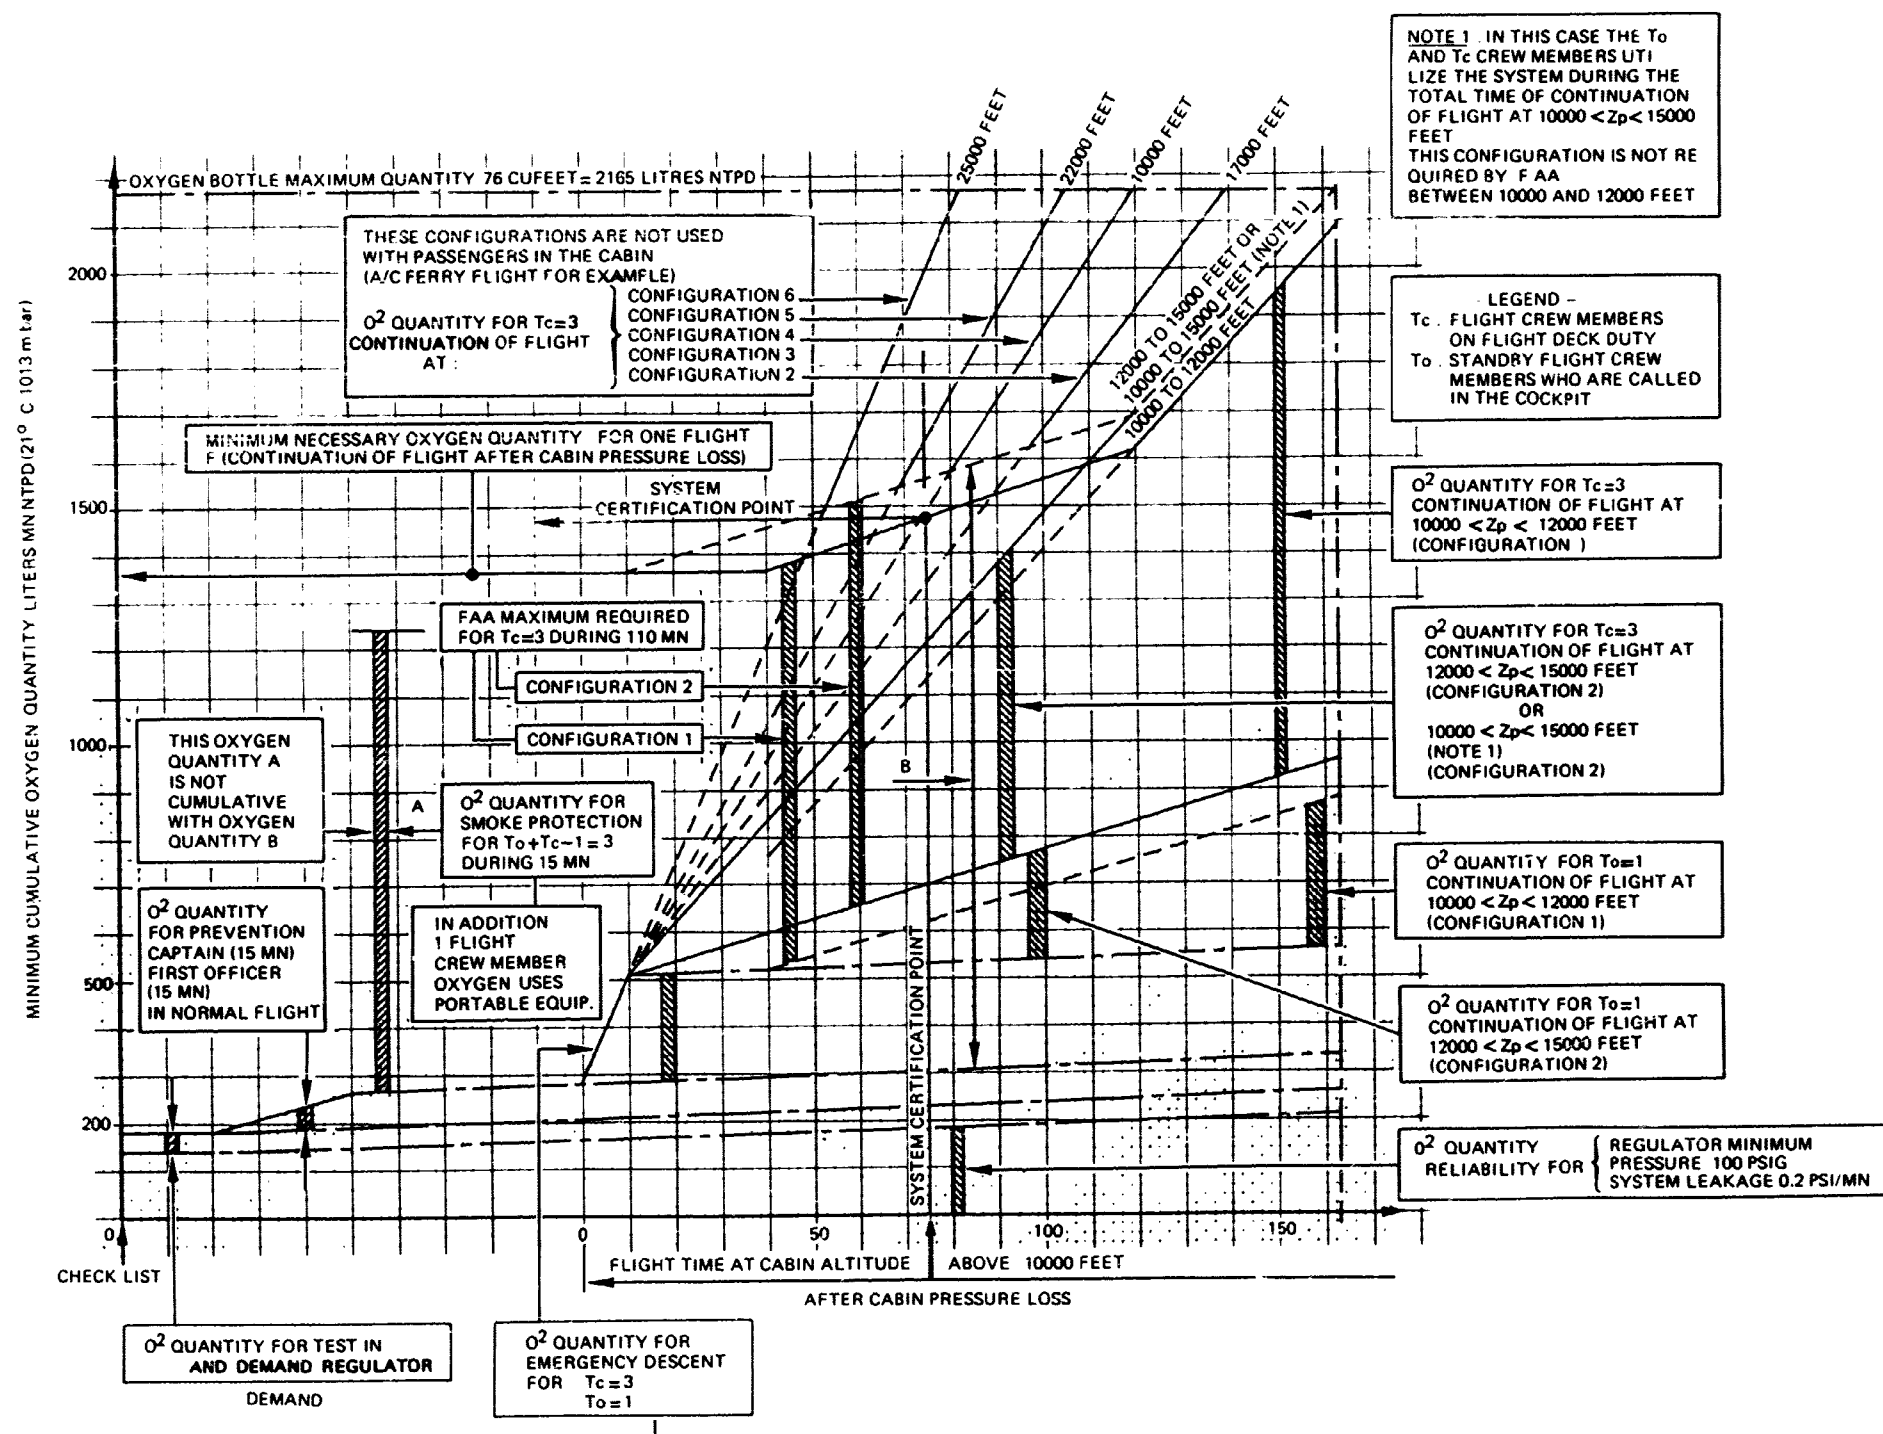 NOTE 1 . IN THIS CASE THE To
AND Tc CREW MEMBERS UTI
LIZE THE SYSTEM DURING THE
TOTAL TIME OF CONTINUATION
OF FLIGHT AT 10000 <Zp< 15000
FEET
THIS CONFIGURATION IS NOT RE
QUIRED BY F AA
BETWEEN 10000 AND 12000 FEET
25000 FEET
22000 FEET
10000 FEET
17000 FEET
OXYGEN BOTTLE MAXIMUM QUANTITY 76 CUFEET = 2165 LITRES NTPD
THESE CONFIGURATIONS ARE NOT USED
WITH PASSENGERS IN THE CABIN
(A/C FERRY FLIGHT FOR EXAMFLE)
O² QUANTITY FOR Tc=3
CONTINUATION OF FLIGHT
AT :
CONFIGURATION 6
CONFIGURATION 5
CONFIGURATION 4
CONFIGURATION 3
CONFIGURATION 2
12000 TO 15000 FEET OR
10000 TO 15000 FEET (NOTE 1)
10000 TO 12000 FEET
LEGEND –
Tc . FLIGHT CREW MEMBERS
ON FLIGHT DECK DUTY
To . STANDRY FLIGHT CREW
MEMBERS WHO ARE CALLED
IN THE COCKPIT
MINIMUM NECESSARY OXYGEN QUANTITY FOR ONE FLIGHT
F (CONTINUATION OF FLIGHT AFTER CABIN PRESSURE LOSS)
SYSTEM
CERTIFICATION POINT
O² QUANTITY FOR Tc=3
CONTINUATION OF FLIGHT AT
10000 <Zp < 12000 FEET
(CONFIGURATION )
FAA MAXIMUM REQUIRED
FOR Tc=3 DURING 110 MN
CONFIGURATION 2
CONFIGURATION 1
O² QUANTITY FOR Tc=3
CONTINUATION OF FLIGHT AT
12000 < Zp< 15000 FEET
(CONFIGURATION 2)
OR
10000 < Zp< 15000 FEET
(NOTE 1)
(CONFIGURATION 2)
THIS OXYGEN
QUANTITY A
IS NOT
CUMULATIVE
WITH OXYGEN
QUANTITY B
A
B
O² QUANTITY FOR
SMOKE PROTECTION
FOR To+Tc-1=3
DURING 15 MN
O² QUANTITY FOR To=1
CONTINUATION OF FLIGHT AT
10000 <Zp< 12000 FEET
(CONFIGURATION 1)
O² QUANTITY
FOR PREVENTION
CAPTAIN (15 MN)
FIRST OFFICER
(15 MN)
IN NORMAL FLIGHT
IN ADDITION
1 FLIGHT
CREW MEMBER
OXYGEN USES
PORTABLE EQUIP.
O² QUANTITY FOR To=1
CONTINUATION OF FLIGHT AT
12000 <Zp< 15000 FEET
(CONFIGURATION 2)
SYSTEM CERTIFICATION POINT
O² QUANTITY
RELIABILITY FOR
REGULATOR MINIMUM
PRESSURE 100 PSIG
SYSTEM LEAKAGE 0.2 PSI/MN
2000
1500
1000
500
200
0
0
50
100
150
MINIMUM CUMULATIVE OXYGEN QUANTITY LITERS MN NTPD (21° C 1013 m bar)
CHECK LIST
FLIGHT TIME AT CABIN ALTITUDE ABOVE 10000 FEET
AFTER CABIN PRESSURE LOSS
O² QUANTITY FOR TEST IN
AND DEMAND REGULATOR
DEMAND
O² QUANTITY FOR
EMERGENCY DESCENT
FOR Tc=3
To=1